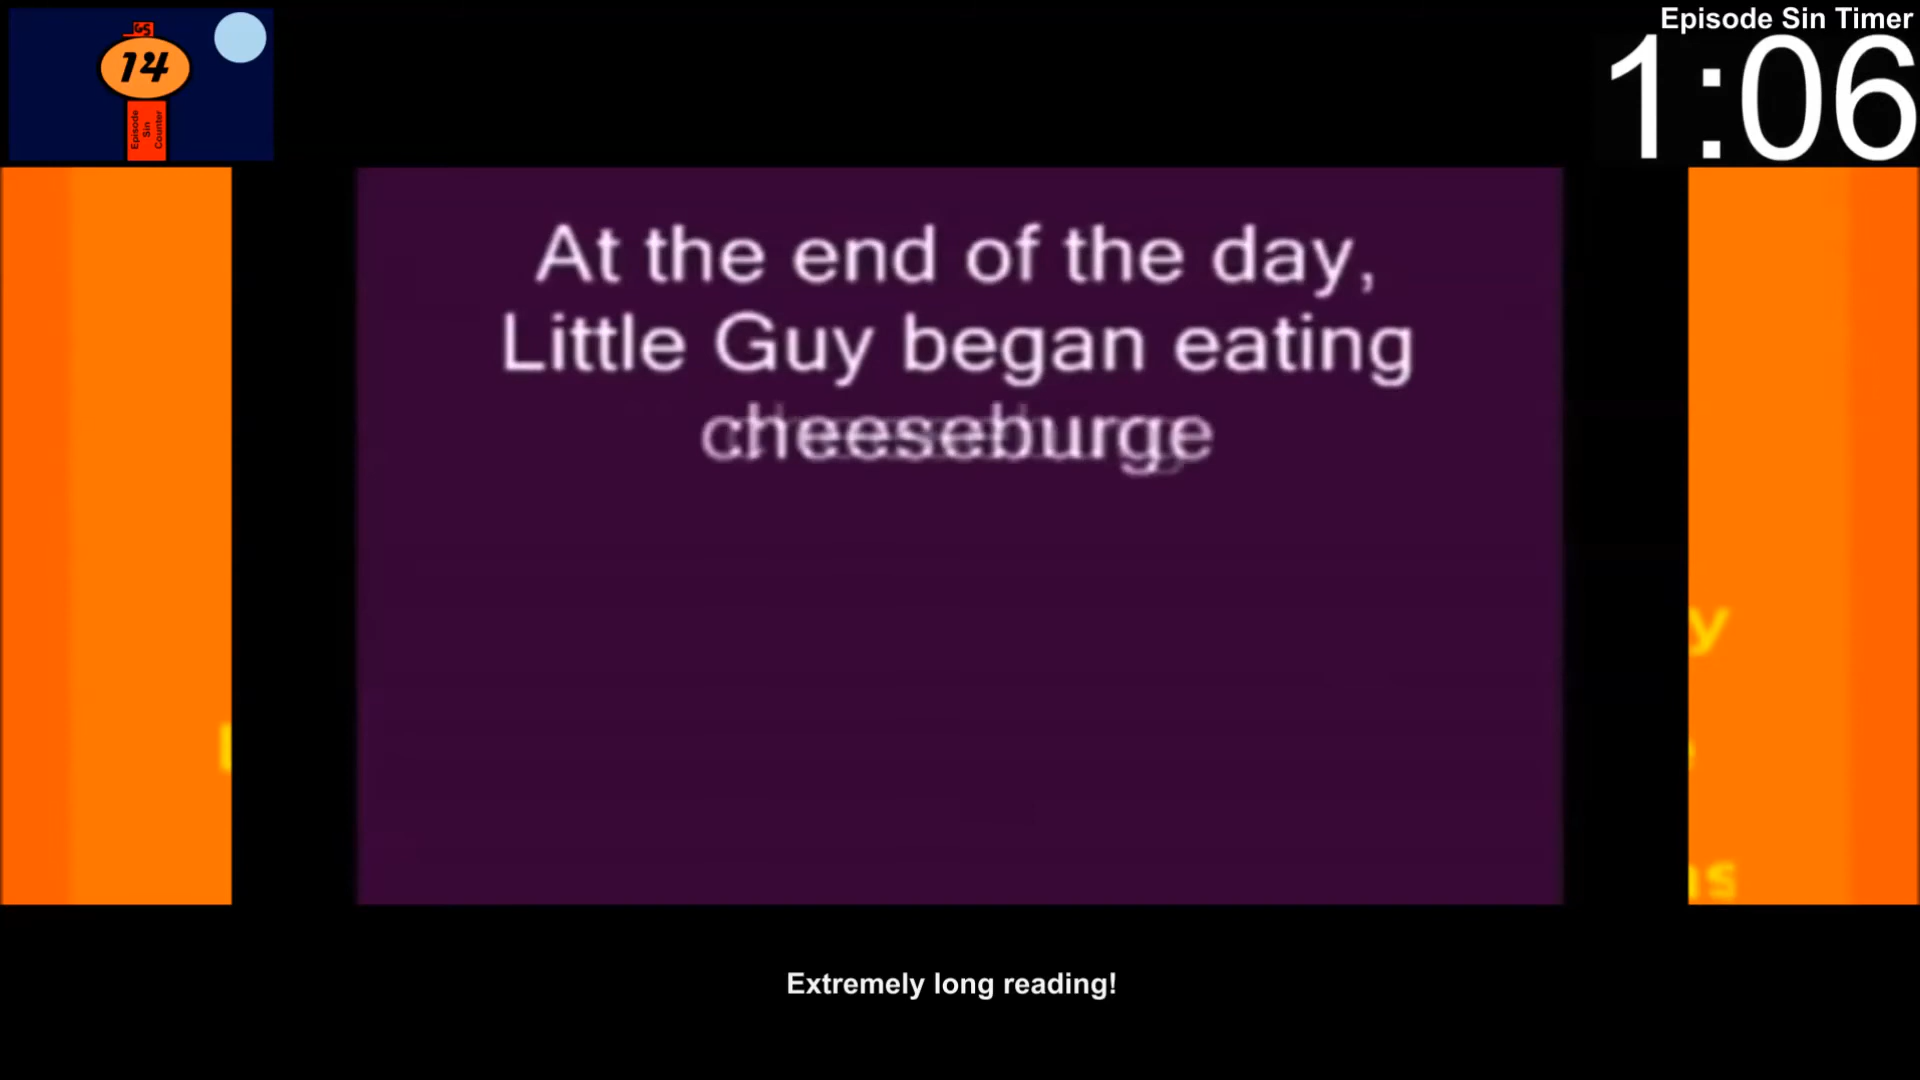 Episode Sin Timer
1:06
14
Episode
Sin
Counter
At the end of the day,
Little Guy began eating
cheeseburge
y
s
Extremely long reading!